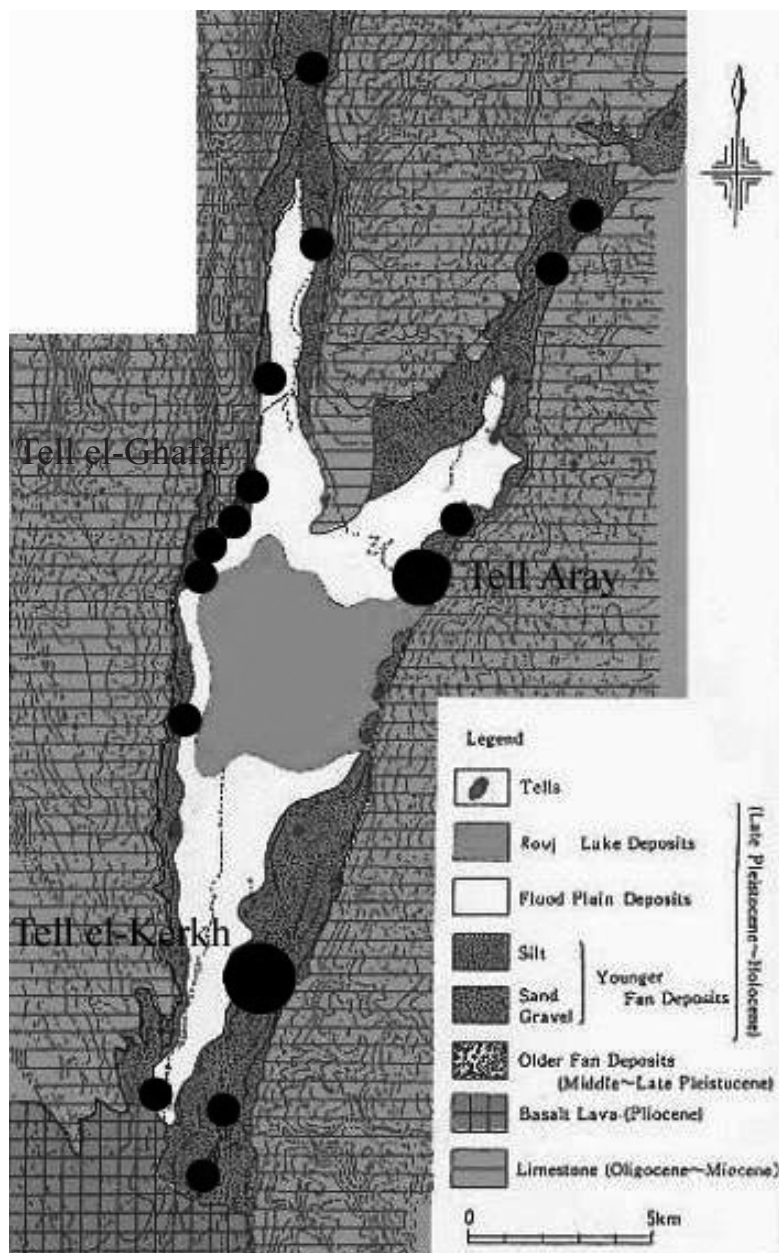 Tell el-Ghafar 1
Tell Aray
Tell el-Kerkh
Legend
Tells
Rouj Lake Deposits
Flood Plain Deposits
Silt
Sand
Gravel
Younger
Fan Deposits
(Late Pleistocene~Holocene)
Older Fan Deposits
(Middle~Late Pleistucene)
Basalt Lava (Pliocene)
Limestone (Oligocene~Miocene)
0 5km